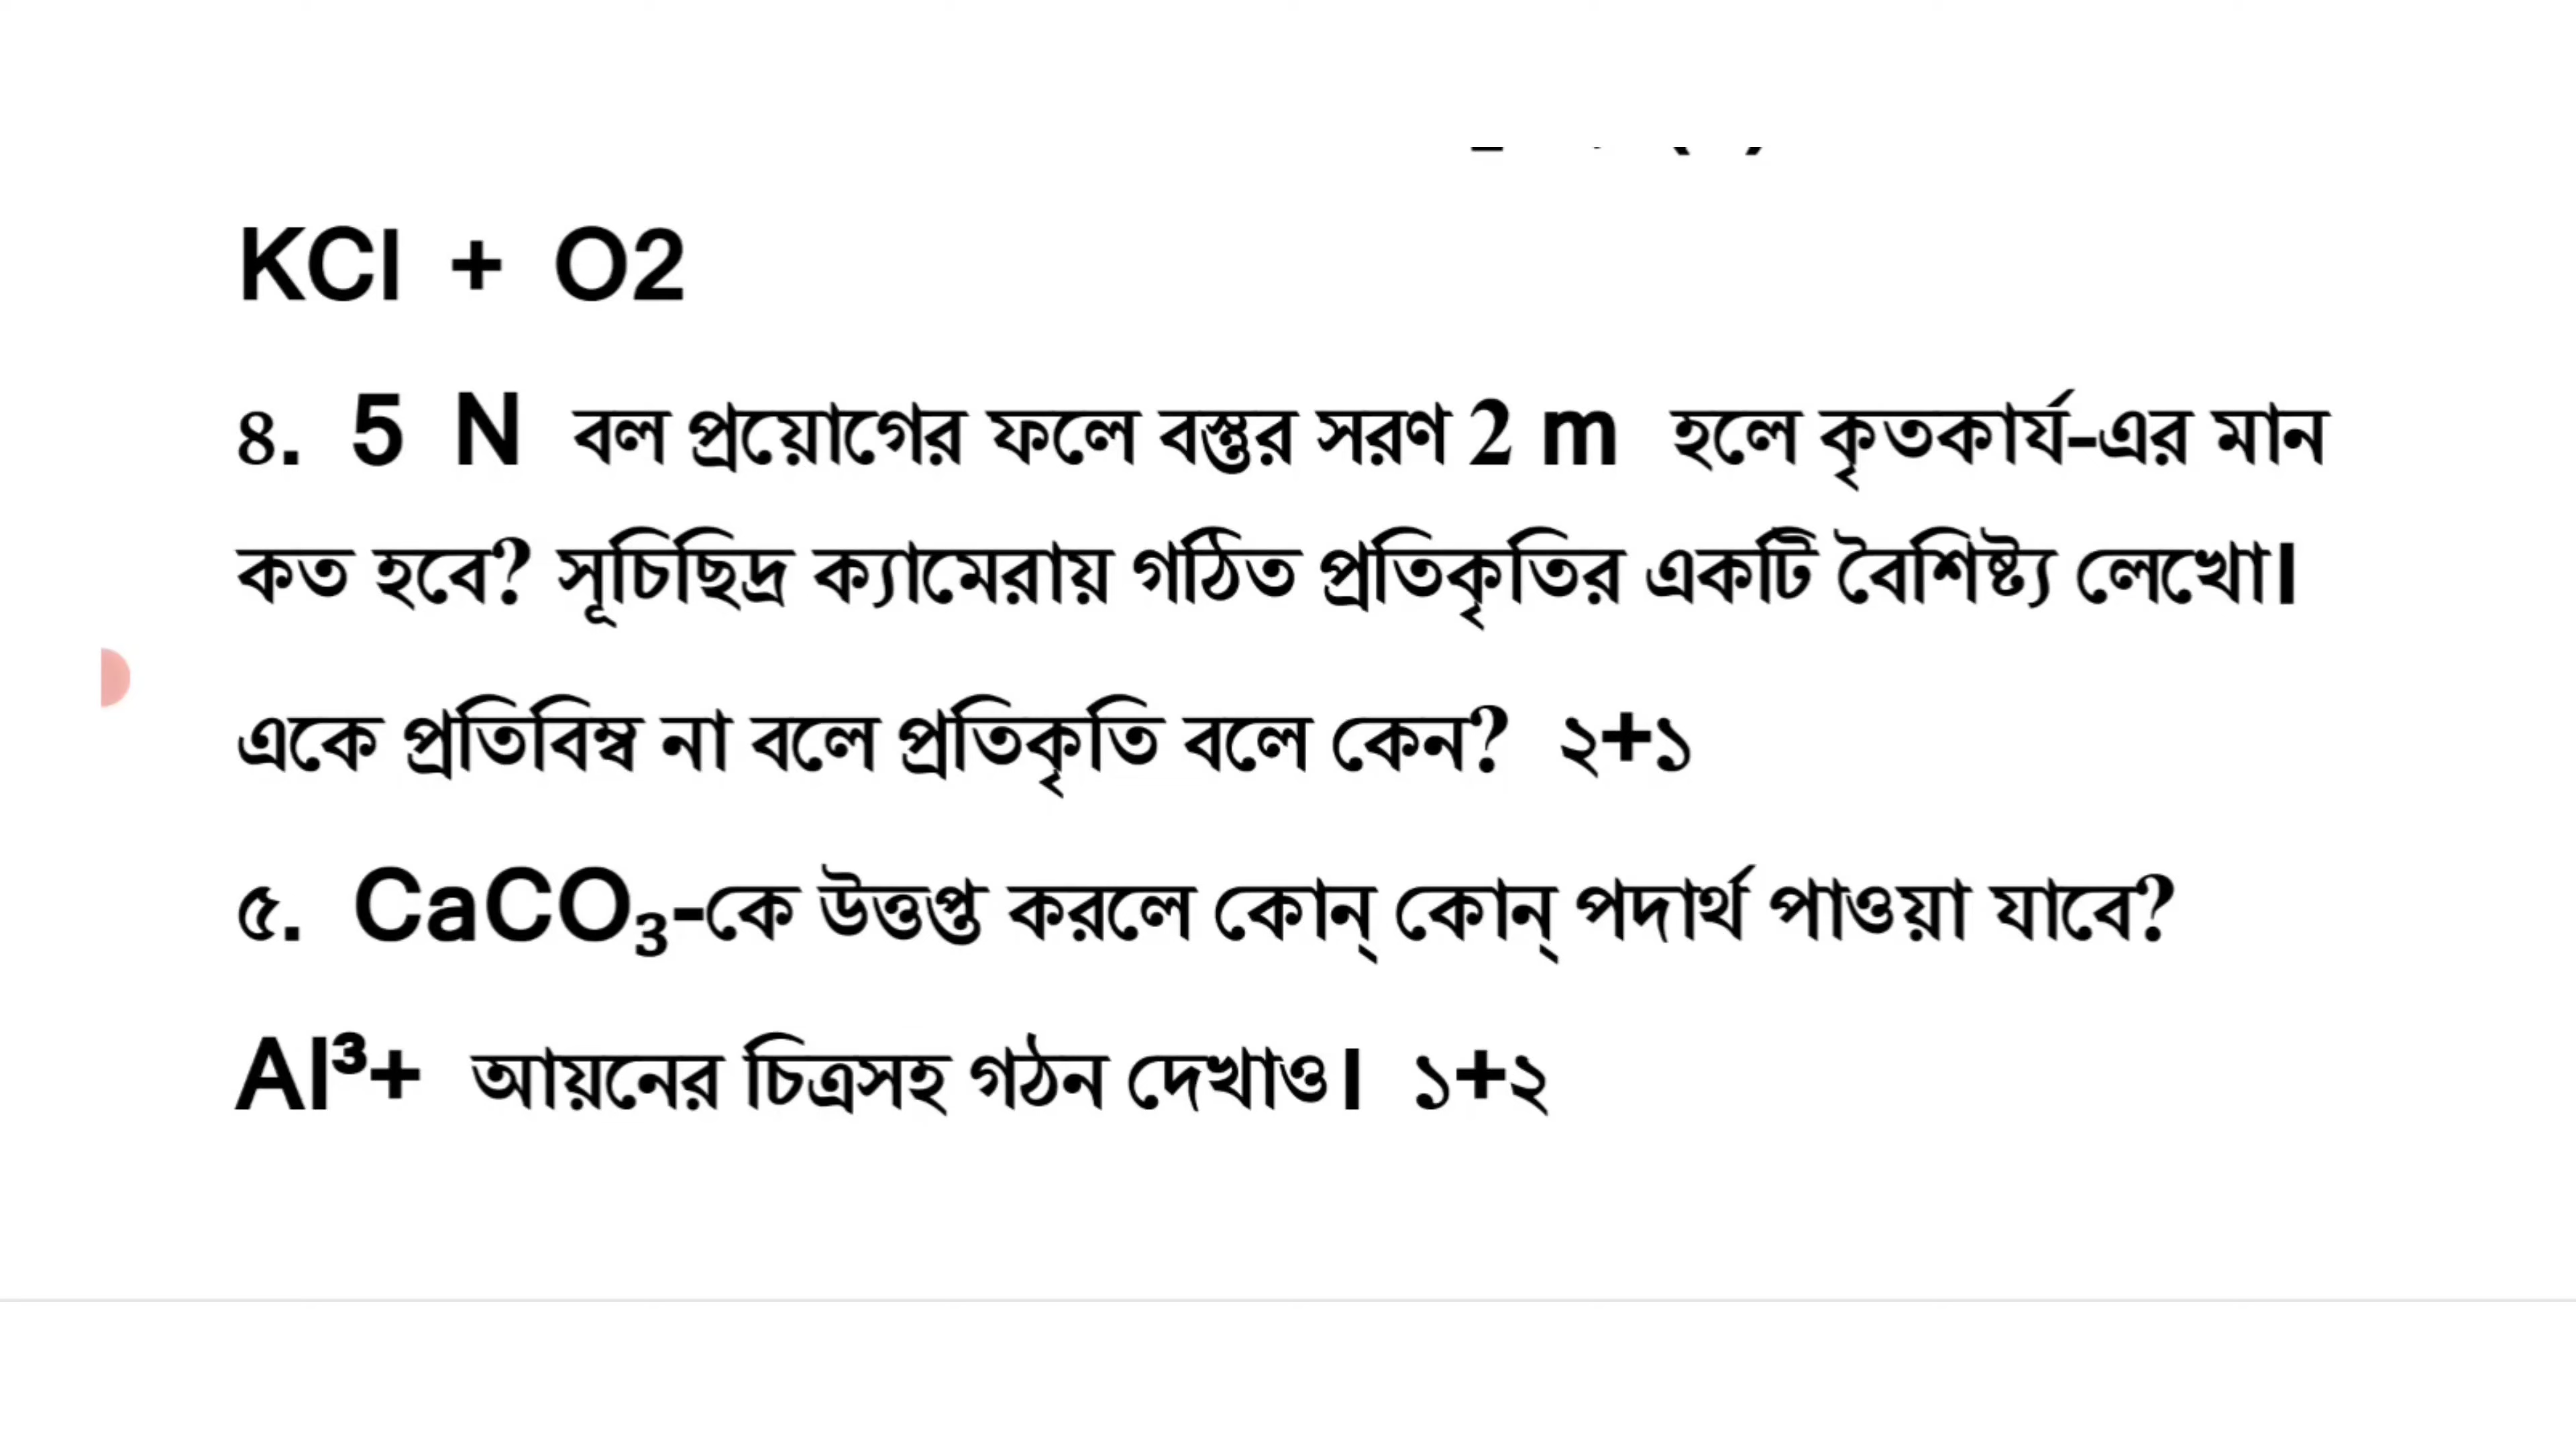 KCl + O2
৪. 5 N বল প্রয়োগের ফলে বস্তুর সরণ 2 m হলে কৃতকার্য-এর মান
কত হবে? সূচিছিদ্র ক্যামেরায় গঠিত প্রতিকৃতির একটি বৈশিষ্ট্য লেখো।
একে প্রতিবিম্ব না বলে প্রতিকৃতি বলে কেন? ২+১
৫. CaCO₃-কে উত্তপ্ত করলে কোন্ কোন্ পদার্থ পাওয়া যাবে?
Al³+ আয়নের চিত্রসহ গঠন দেখাও। ১+২